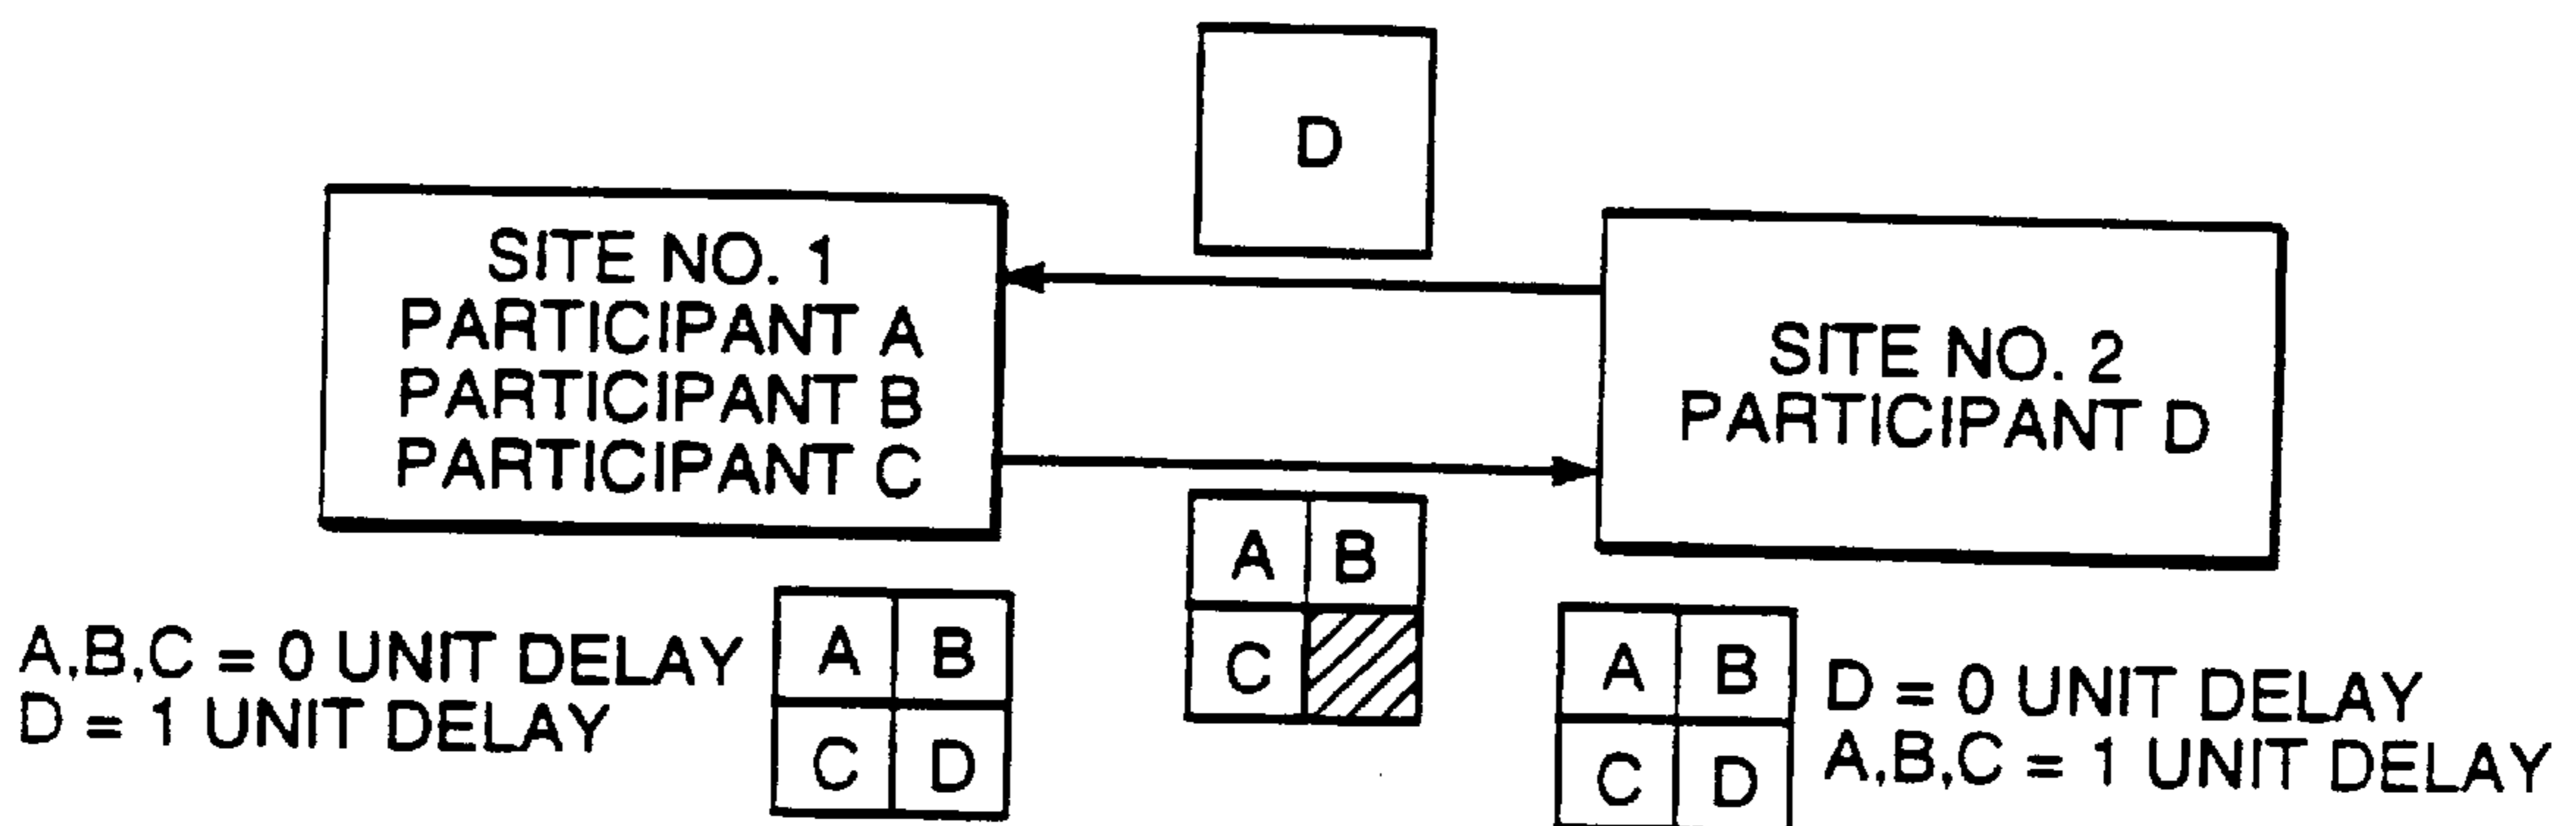 D
SITE NO. 1
PARTICIPANT A
PARTICIPANT B
PARTICIPANT C
SITE NO. 2
PARTICIPANT D
A B
C
A,B,C = 0 UNIT DELAY
D = 1 UNIT DELAY
A B
C D
A B
C D
D = 0 UNIT DELAY
A,B,C = 1 UNIT DELAY